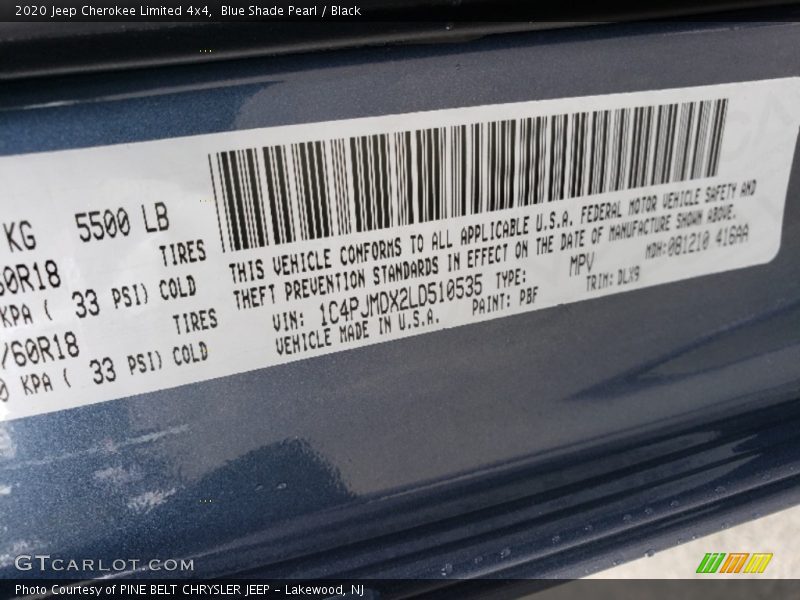 2020 Jeep Cherokee Limited 4x4,  Blue Shade Pearl / Black
KG 5500 LB
60R18 TIRES
KPA ( 33 PSI) COLD
/60R18 TIRES
0 KPA ( 33 PSI) COLD
THIS VEHICLE CONFORMS TO ALL APPLICABLE U.S.A. FEDERAL MOTOR VEHICLE SAFETY AND
THEFT PREVENTION STANDARDS IN EFFECT ON THE DATE OF MANUFACTURE SHOWN ABOVE.
VIN: 1C4PJMDX2LD510535 TYPE: MPV MDH:081210 416AA
VEHICLE MADE IN U.S.A. PAINT: PBF TRIM: DLX9
GTCARLOT.COM
Photo Courtesy of PINE BELT CHRYSLER JEEP - Lakewood, NJ